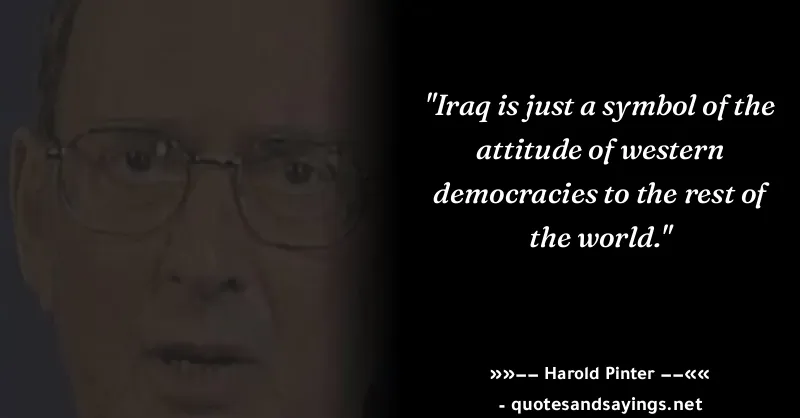 "Iraq is just a symbol of the
attitude of western
democracies to the rest of
the world."
»»–– Harold Pinter ––««
- quotesandsayings.net